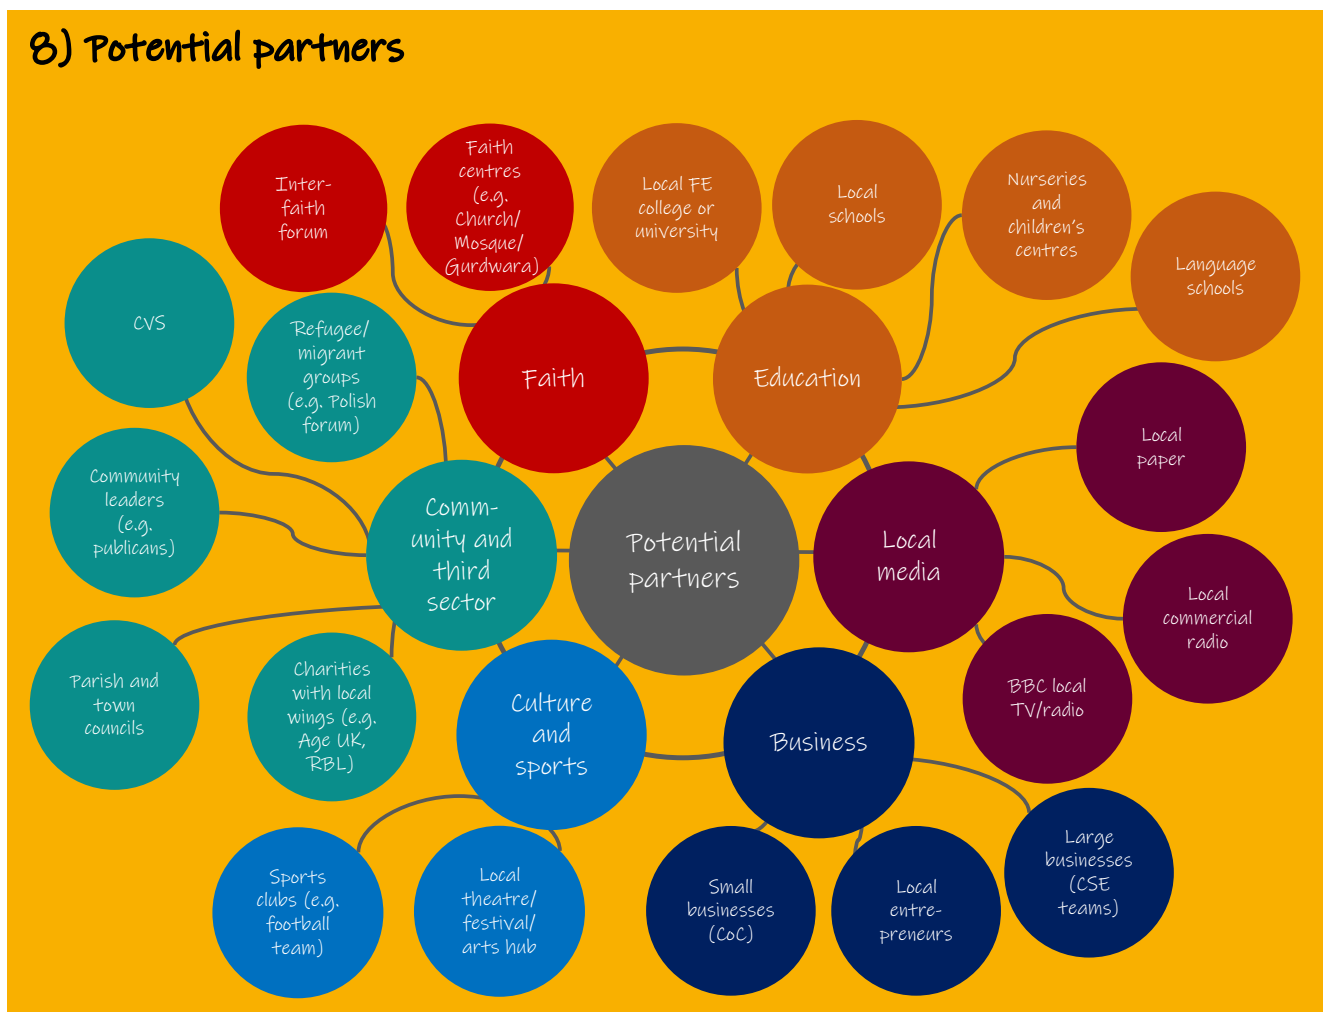 8) Potential partners
Inter-
faith
forum
Faith
centres
(e.g.
Church/
Mosque/
Gurdwara)
Local FE
college or
university
Local
schools
Nurseries
and
children's
centres
Language
schools
CVS
Refugee/
migrant
groups
(e.g. Polish
forum)
Faith
Education
Local
paper
Community
leaders
(e.g.
publicans)
Comm-
unity and
third
sector
Potential
partners
Local
media
Local
commercial
radio
Parish and
town
councils
Charities
with local
wings (e.g.
Age UK,
RBL)
Culture
and
sports
Business
BBC local
TV/radio
Sports
clubs (e.g.
football
team)
Local
theatre/
festival/
arts hub
Small
businesses
(CoC)
Local
entre-
preneurs
Large
businesses
(CSE
teams)